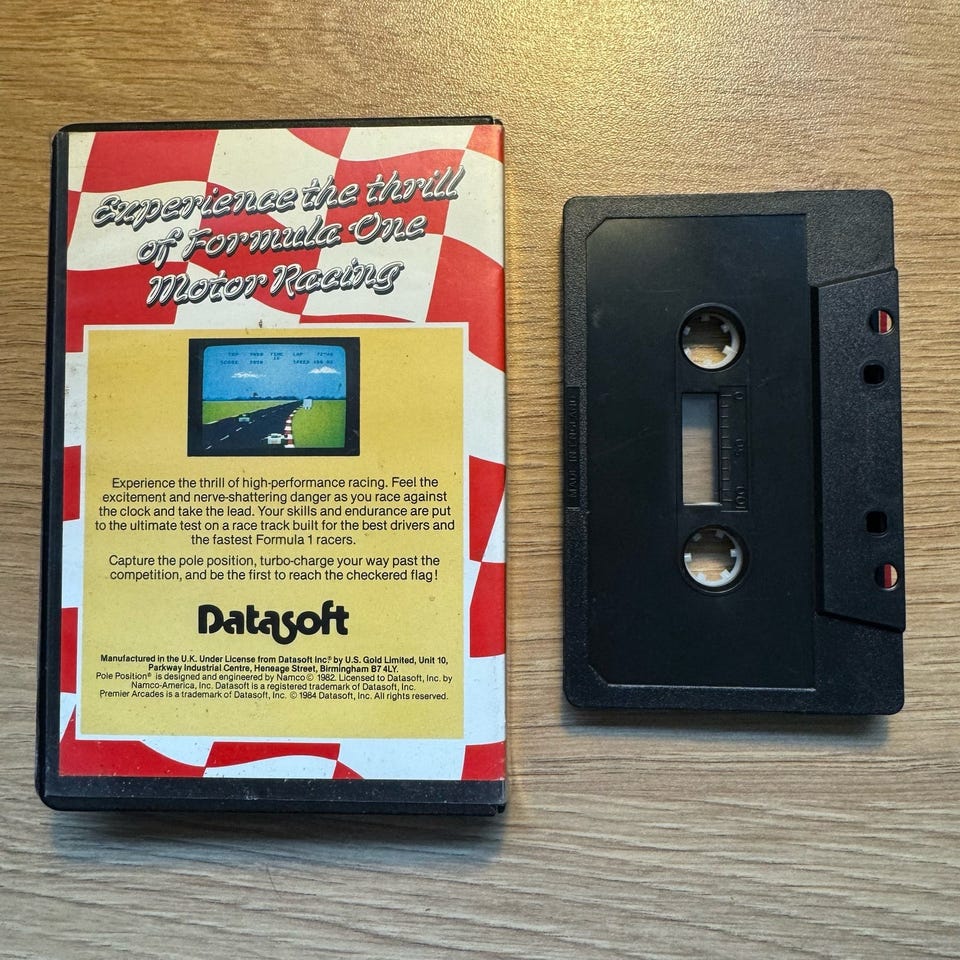 Experience the thrill
of Formula One
Motor Racing
Experience the thrill of high-performance racing. Feel the
excitement and nerve-shattering danger as you race against
the clock and take the lead. Your skills and endurance are put
to the ultimate test on a race track built for the best drivers and
the fastest Formula 1 racers.
Capture the pole position, turbo-charge your way past the
competition, and be the first to reach the checkered flag!
Datasoft
Manufactured in the U.K. Under License from Datasoft Inc.® by U.S. Gold Limited, Unit 10,
Parkway Industrial Centre, Heneage Street, Birmingham B7 4LY.
Pole Position® is designed and engineered by Namco © 1982. Licensed to Datasoft, Inc. by
Namco-America, Inc. Datasoft is a registered trademark of Datasoft, Inc.
Premier Arcades is a trademark of Datasoft, Inc. © 1984 Datasoft, Inc. All rights reserved.
MADE IN ENGLAND
0
50
100